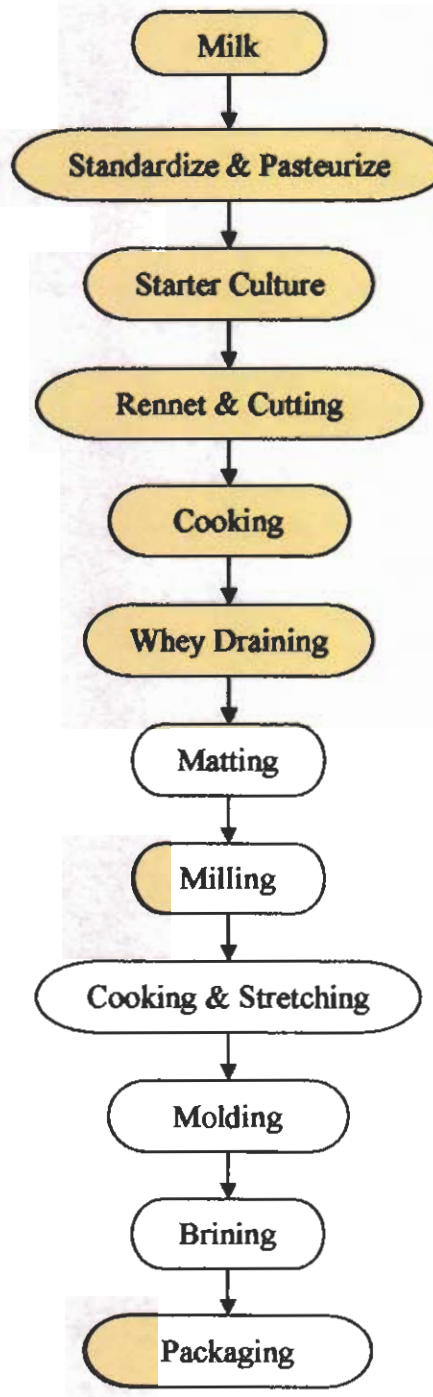 Milk
Standardize & Pasteurize
Starter Culture
Rennet & Cutting
Cooking
Whey Draining
Matting
Milling
Cooking & Stretching
Molding
Brining
Packaging